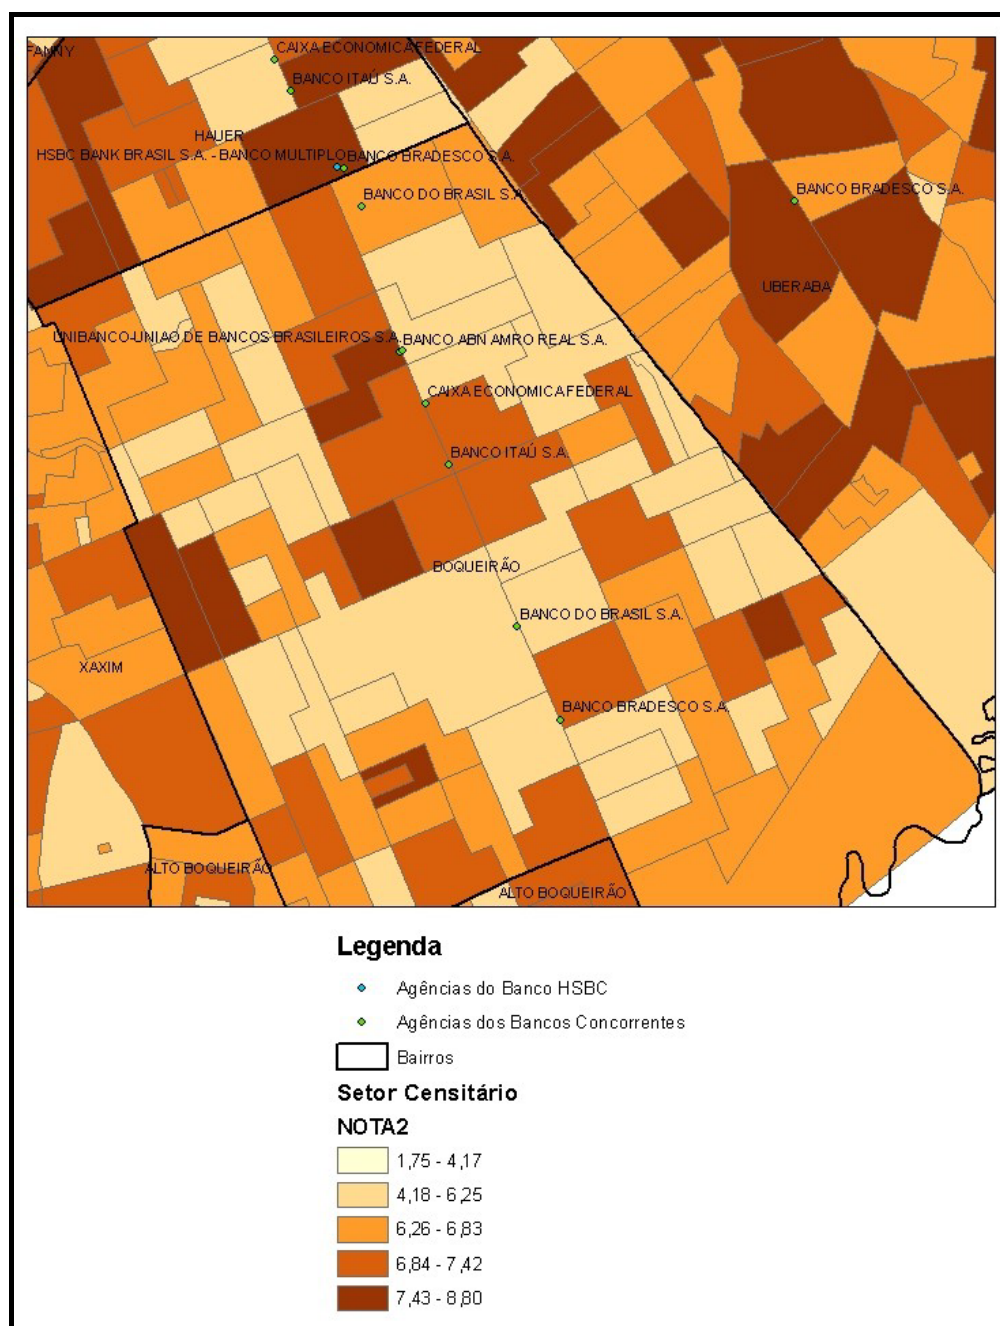 FANNY
CAIXA ECONOMICA FEDERAL
BANCO ITAÚ S.A.
HAUER
HSBC BANK BRASIL S.A. - BANCO MULTIPLO
BANCO BRADESCO S.A.
BANCO DO BRASIL S.A.
BANCO BRADESCO S.A.
UBERABA
UNIBANCO-UNIAO DE BANCOS BRASILEIROS S.A.
BANCO ABN AMRO REAL S.A.
CAIXA ECONOMICA FEDERAL
BANCO ITAÚ S.A.
BOQUEIRÃO
BANCO DO BRASIL S.A.
XAXIM
BANCO BRADESCO S.A.
ALTO BOQUEIRÃO
ALTO BOQUEIRÃO
Legenda
Agências do Banco HSBC
Agências dos Bancos Concorrentes
Bairros
Setor Censitário
NOTA2
1,75 - 4,17
4,18 - 6,25
6,26 - 6,83
6,84 - 7,42
7,43 - 8,80